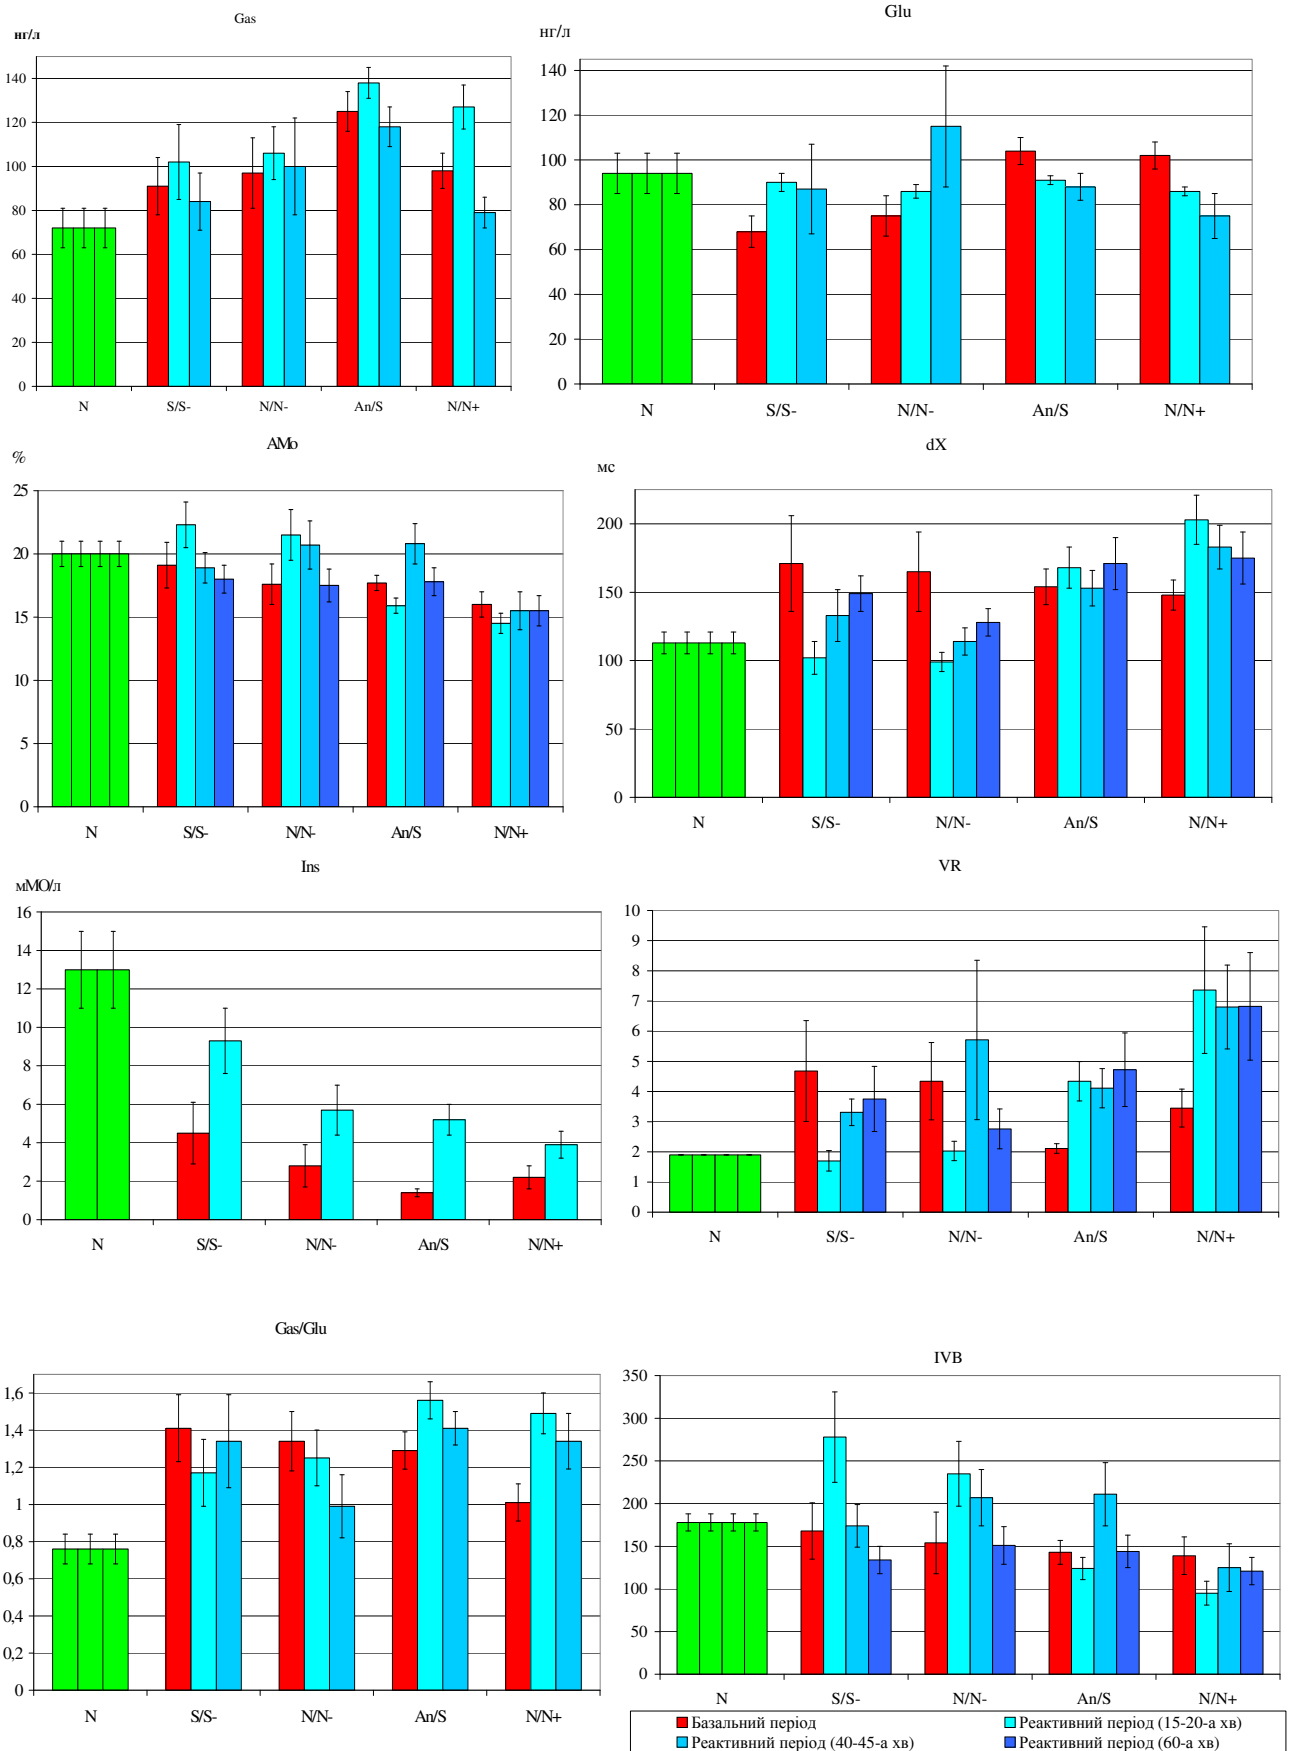 Gas
нг/л
140
120
100
80
60
40
20
0
N S/S- N/N- An/S N/N+
Glu
нг/л
140
120
100
80
60
40
20
0
N S/S- N/N- An/S N/N+
AMo
%
25
20
15
10
5
0
N S/S- N/N- An/S N/N+
dX
мс
200
150
100
50
0
N S/S- N/N- An/S N/N+
Ins
мМО/л
16
14
12
10
8
6
4
2
0
N S/S- N/N- An/S N/N+
VR
10
9
8
7
6
5
4
3
2
1
0
N S/S- N/N- An/S N/N+
Gas/Glu
1,6
1,4
1,2
1
0,8
0,6
0,4
0,2
0
N S/S- N/N- An/S N/N+
IVB
350
300
250
200
150
100
50
0
N S/S- N/N- An/S N/N+
Базальний період Реактивний період (15-20-а хв)
Реактивний період (40-45-а хв) Реактивний період (60-а хв)